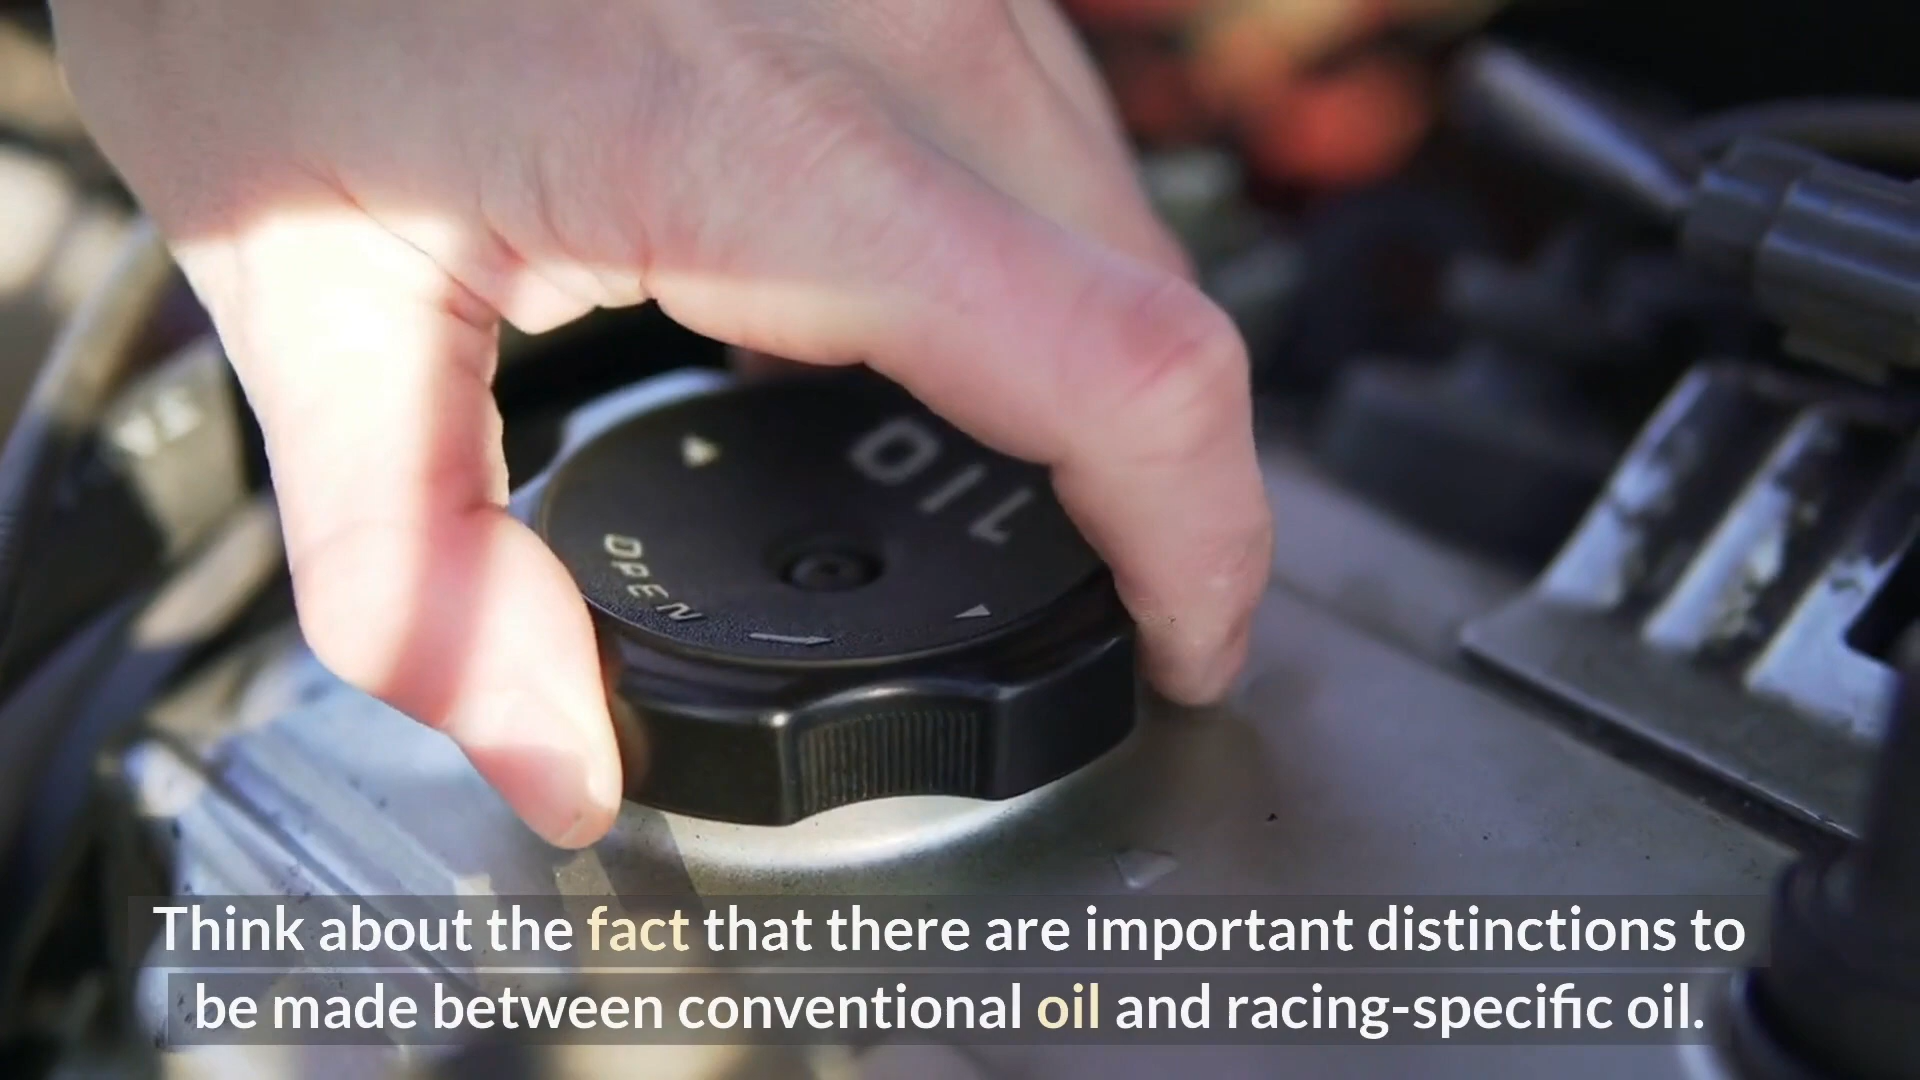 OIL
OPEN
Think about the fact that there are important distinctions to
be made between conventional oil and racing-specific oil.